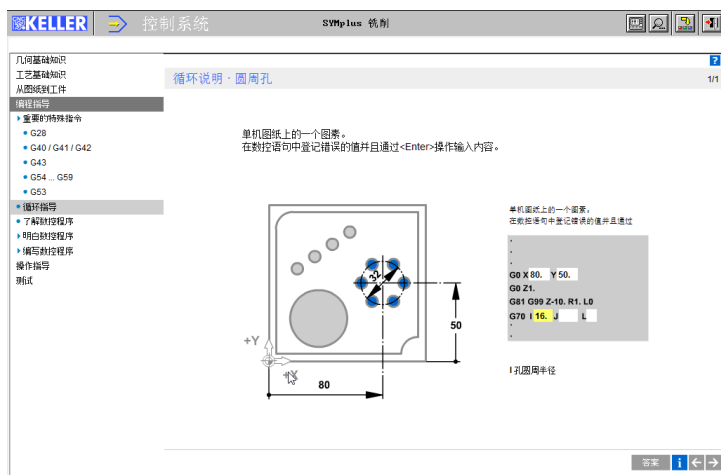 KELLER
控制系统
SYMplus 铣削
几何基础知识
工艺基础知识
从图纸到工件
编程指导
重要的特殊指令
G28
G40 / G41 / G42
G43
G54 ... G59
G53
循环指导
了解数控程序
明白数控程序
编写数控程序
操作指导
测试
?
循环说明 · 圆周孔
1/1
单机图纸上的一个图素。
在数控语句中登记错误的值并且通过<Enter>操作输入内容。
32
50
+Y
+X
80
单机图纸上的一个图素;
在数控语句中登记错误的值并且通过
.
.
.
G0 X 80. Y 50.
G0 Z1.
G81 G99 Z-10. R1. L0
G70 I 16. J L
.
.
I 孔圆周半径
答案
i